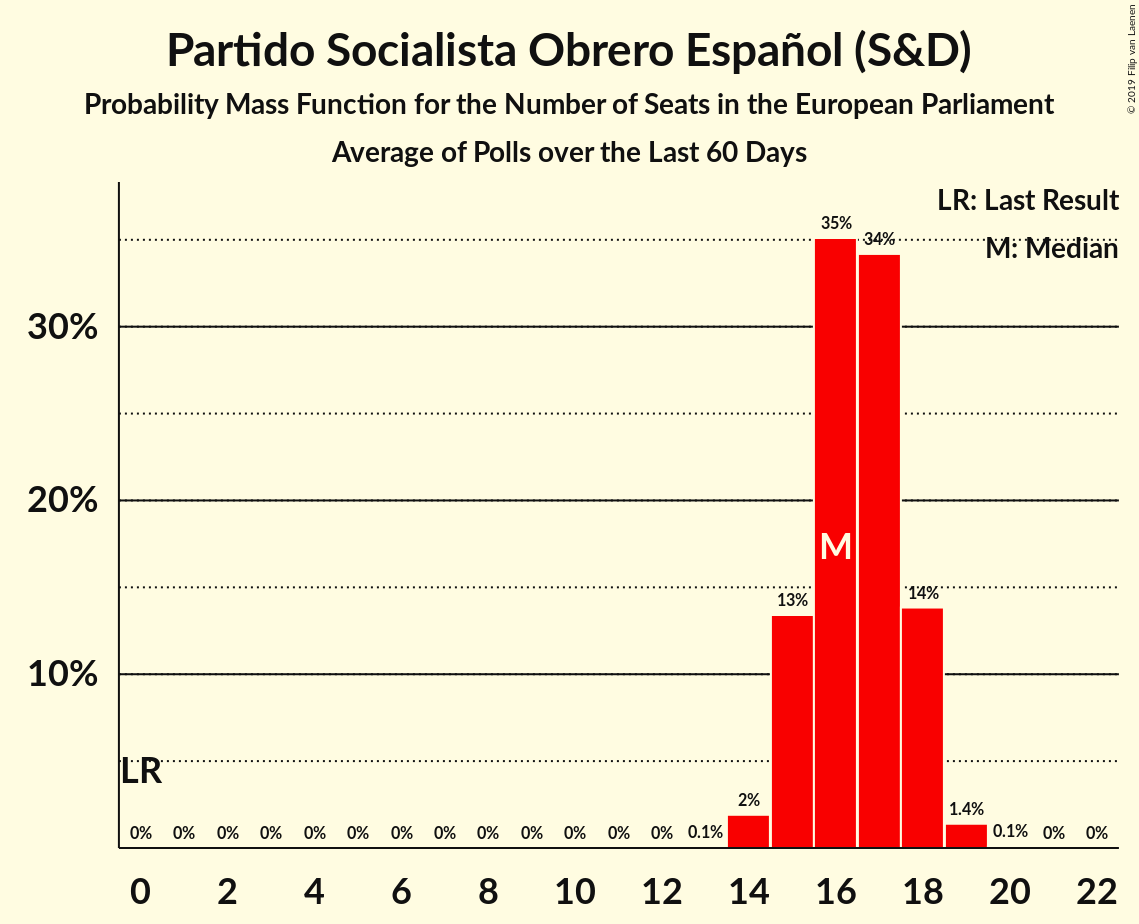 Partido Socialista Obrero Español (S&D)
Probability Mass Function for the Number of Seats in the European Parliament
Average of Polls over the Last 60 Days
© 2019 Filip van Laenen
LR: Last Result
M: Median
35%
34%
30%
20%
M
13%
14%
10%
LR
0% 0% 0% 0% 0% 0% 0% 0% 0% 0% 0% 0% 0% 0.1% 2% 1.4% 0.1% 0% 0%
0 2 4 6 8 10 12 14 16 18 20 22